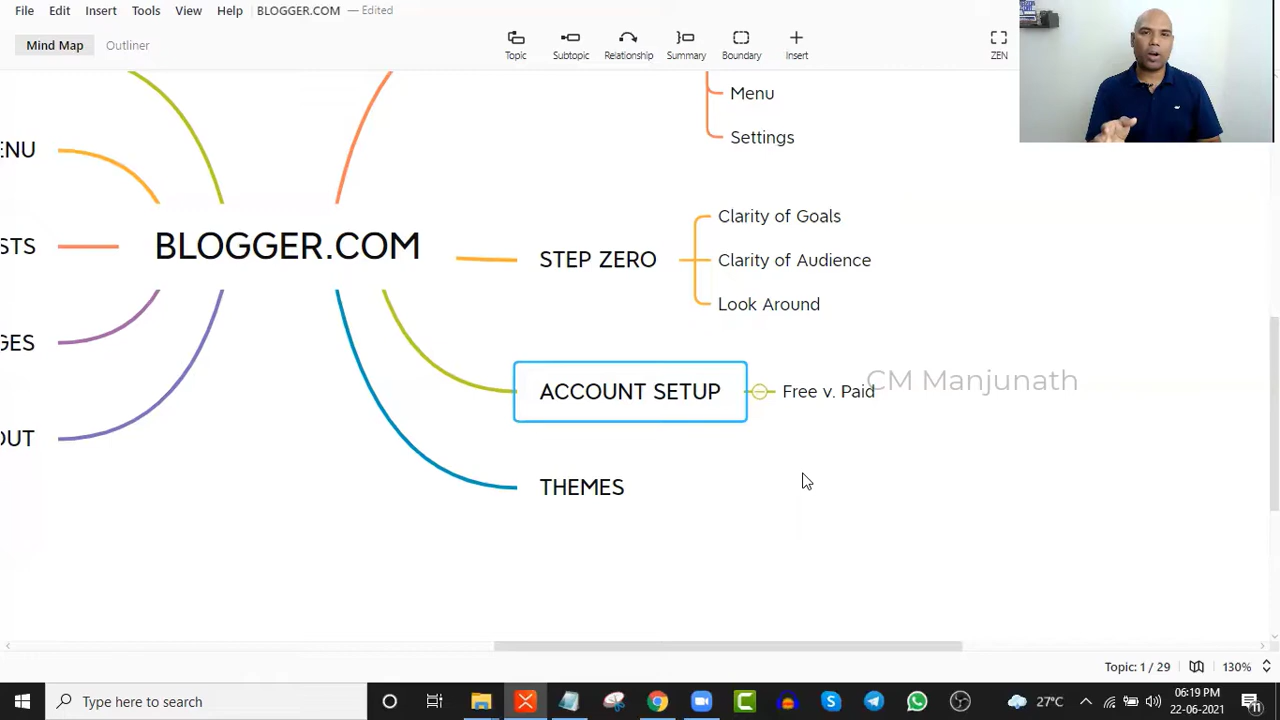 File Edit Insert Tools View Help BLOGGER.COM — Edited
Mind Map Outliner
Topic Subtopic Relationship Summary Boundary Insert ZEN
Menu
Settings
ENU
STS
GES
OUT
BLOGGER.COM
STEP ZERO
Clarity of Goals
Clarity of Audience
Look Around
ACCOUNT SETUP
Free v. Paid
CM Manjunath
THEMES
Topic: 1 / 29 130%
Type here to search
27°C
06:19 PM
22-06-2021
11